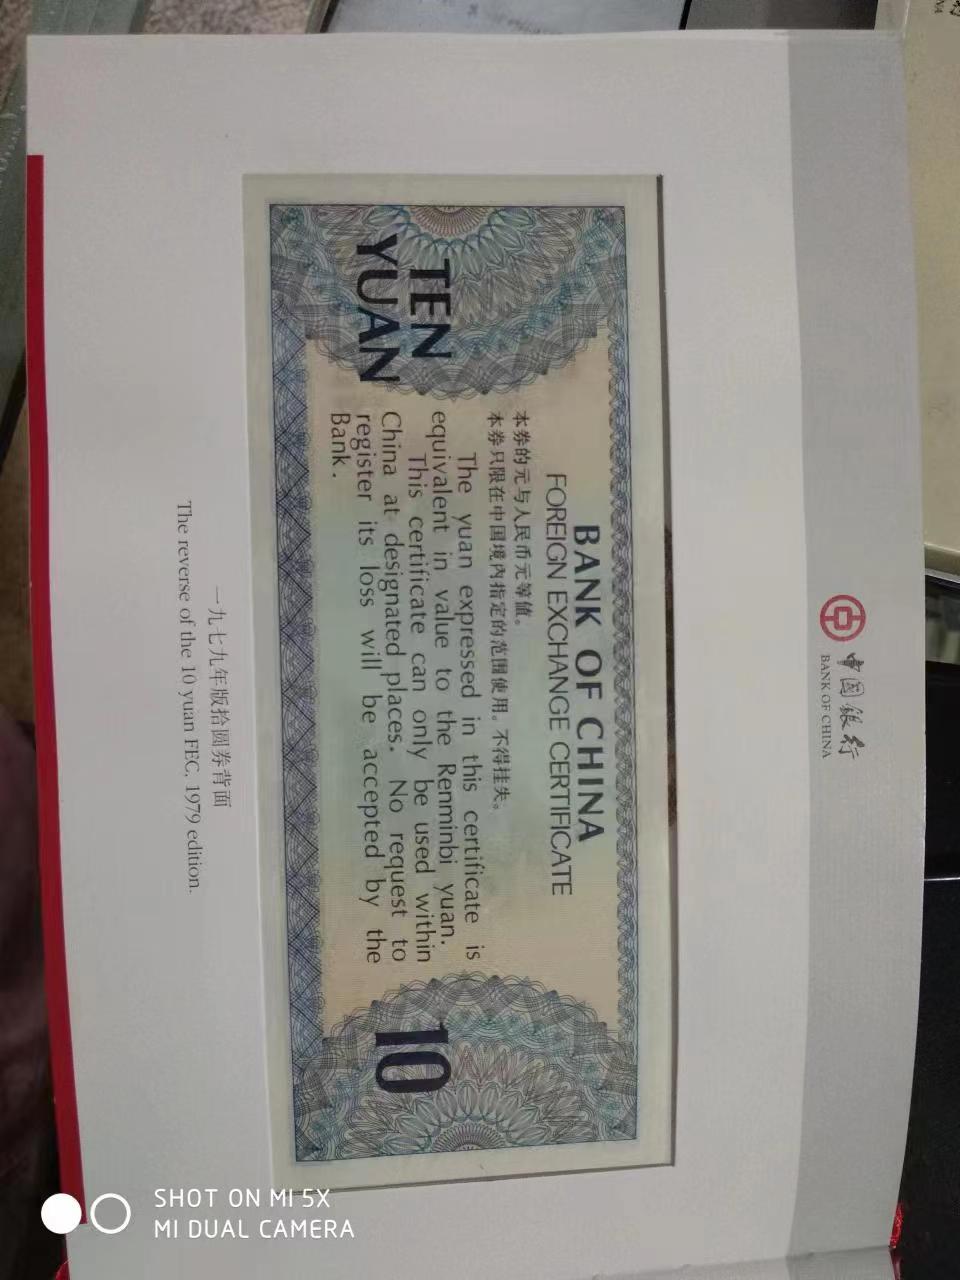 中国银行
BANK OF CHINA
BANK OF CHINA
FOREIGN EXCHANGE CERTIFICATE
本券的元与人民币元等值。
本券只限在中国境内指定的范围使用。不得挂失。
The yuan expressed in this certificate is
equivalent in value to the Renminbi yuan.
This certificate can only be used within
China at designated places. No request to
register its loss will be accepted by the
Bank.
TEN
YUAN
10
一九七九年版拾圆券背面
The reverse of the 10 yuan FEC, 1979 edition.
SHOT ON MI 5X
MI DUAL CAMERA